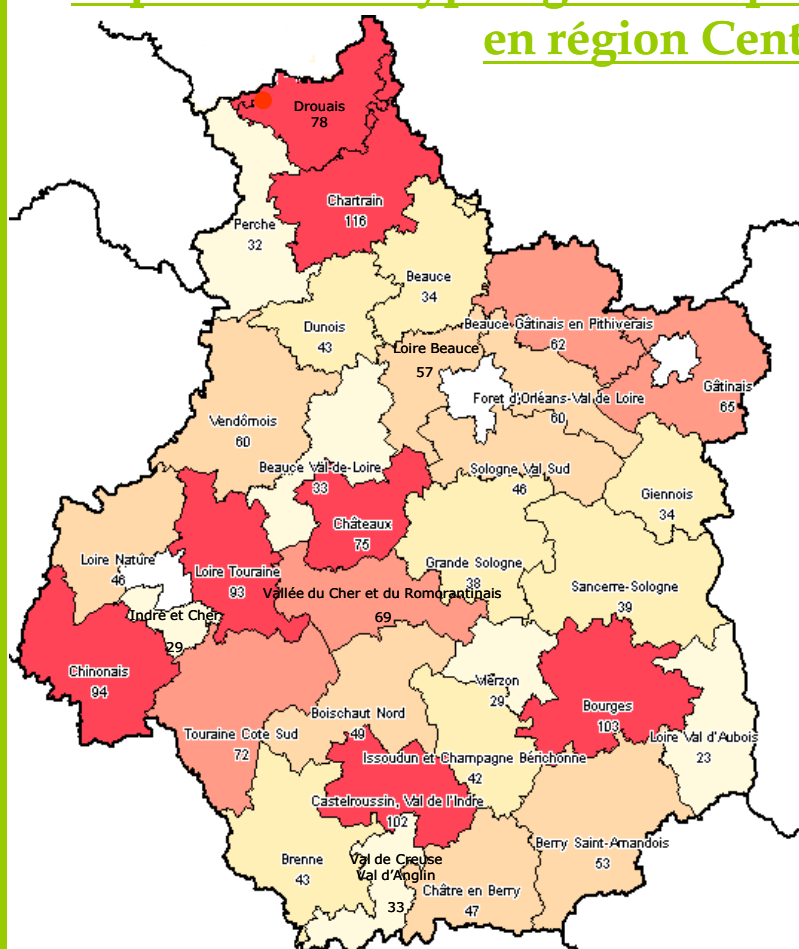 en région Cent
Drouais
78
Chartrain
116
Perche
32
Beauce
34
Dunois
43
Beauce Gâtinais en Pithiverais
62
Loire Beauce
57
Gâtinais
65
Foret d'Orléans-Val de Loire
60
Vendômois
60
Beauce Val-de-Loire
33
Sologne Val Sud
46
Giennois
34
Châteaux
75
Loire Nature
46
Loire Touraine
93
Grande Sologne
38
Sancerre-Sologne
39
Vallée du Cher et du Romorantinais
69
Indre et Cher
29
Chinonais
94
Vierzon
29
Bourges
103
Touraine Cote Sud
72
Boischaut Nord
49
Loire Val d'Aubois
23
Issoudun et Champagne Bérichonne
42
Castelroussin, Val de l'Indre
102
Berry Saint-Amandois
53
Brenne
43
Val de Creuse
Val d'Anglin
33
Châtre en Berry
47